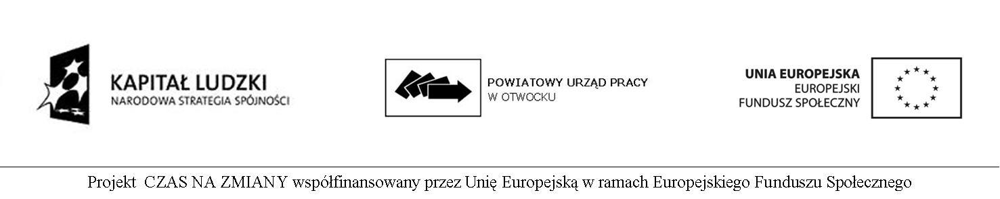 KAPITAŁ LUDZKI
NARODOWA STRATEGIA SPÓJNOŚCI
POWIATOWY URZĄD PRACY
W OTWOCKU
UNIA EUROPEJSKA
EUROPEJSKI
FUNDUSZ SPOŁECZNY
Projekt CZAS NA ZMIANY współfinansowany przez Unię Europejską w ramach Europejskiego Funduszu Społecznego